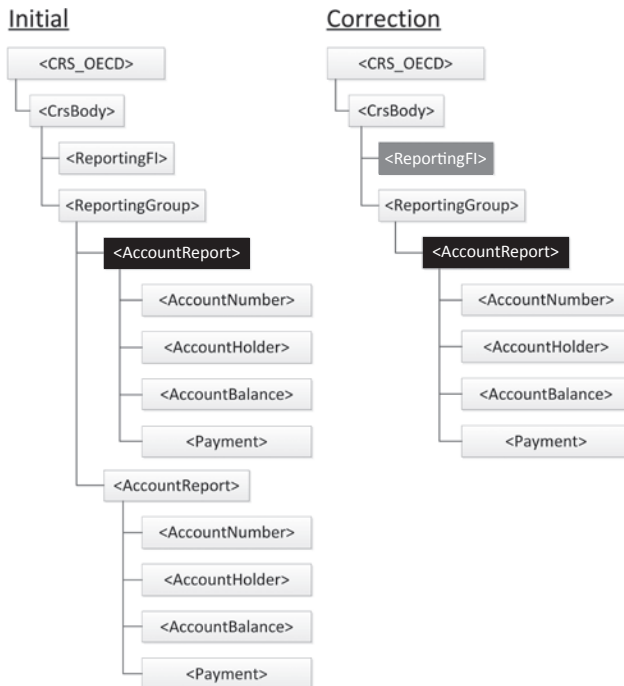 Initial
<CRS_OECD>
<CrsBody>
<ReportingFI>
<ReportingGroup>
<AccountReport>
<AccountNumber>
<AccountHolder>
<AccountBalance>
<Payment>
<AccountReport>
<AccountNumber>
<AccountHolder>
<AccountBalance>
<Payment>
Correction
<CRS_OECD>
<CrsBody>
<ReportingFI>
<ReportingGroup>
<AccountReport>
<AccountNumber>
<AccountHolder>
<AccountBalance>
<Payment>